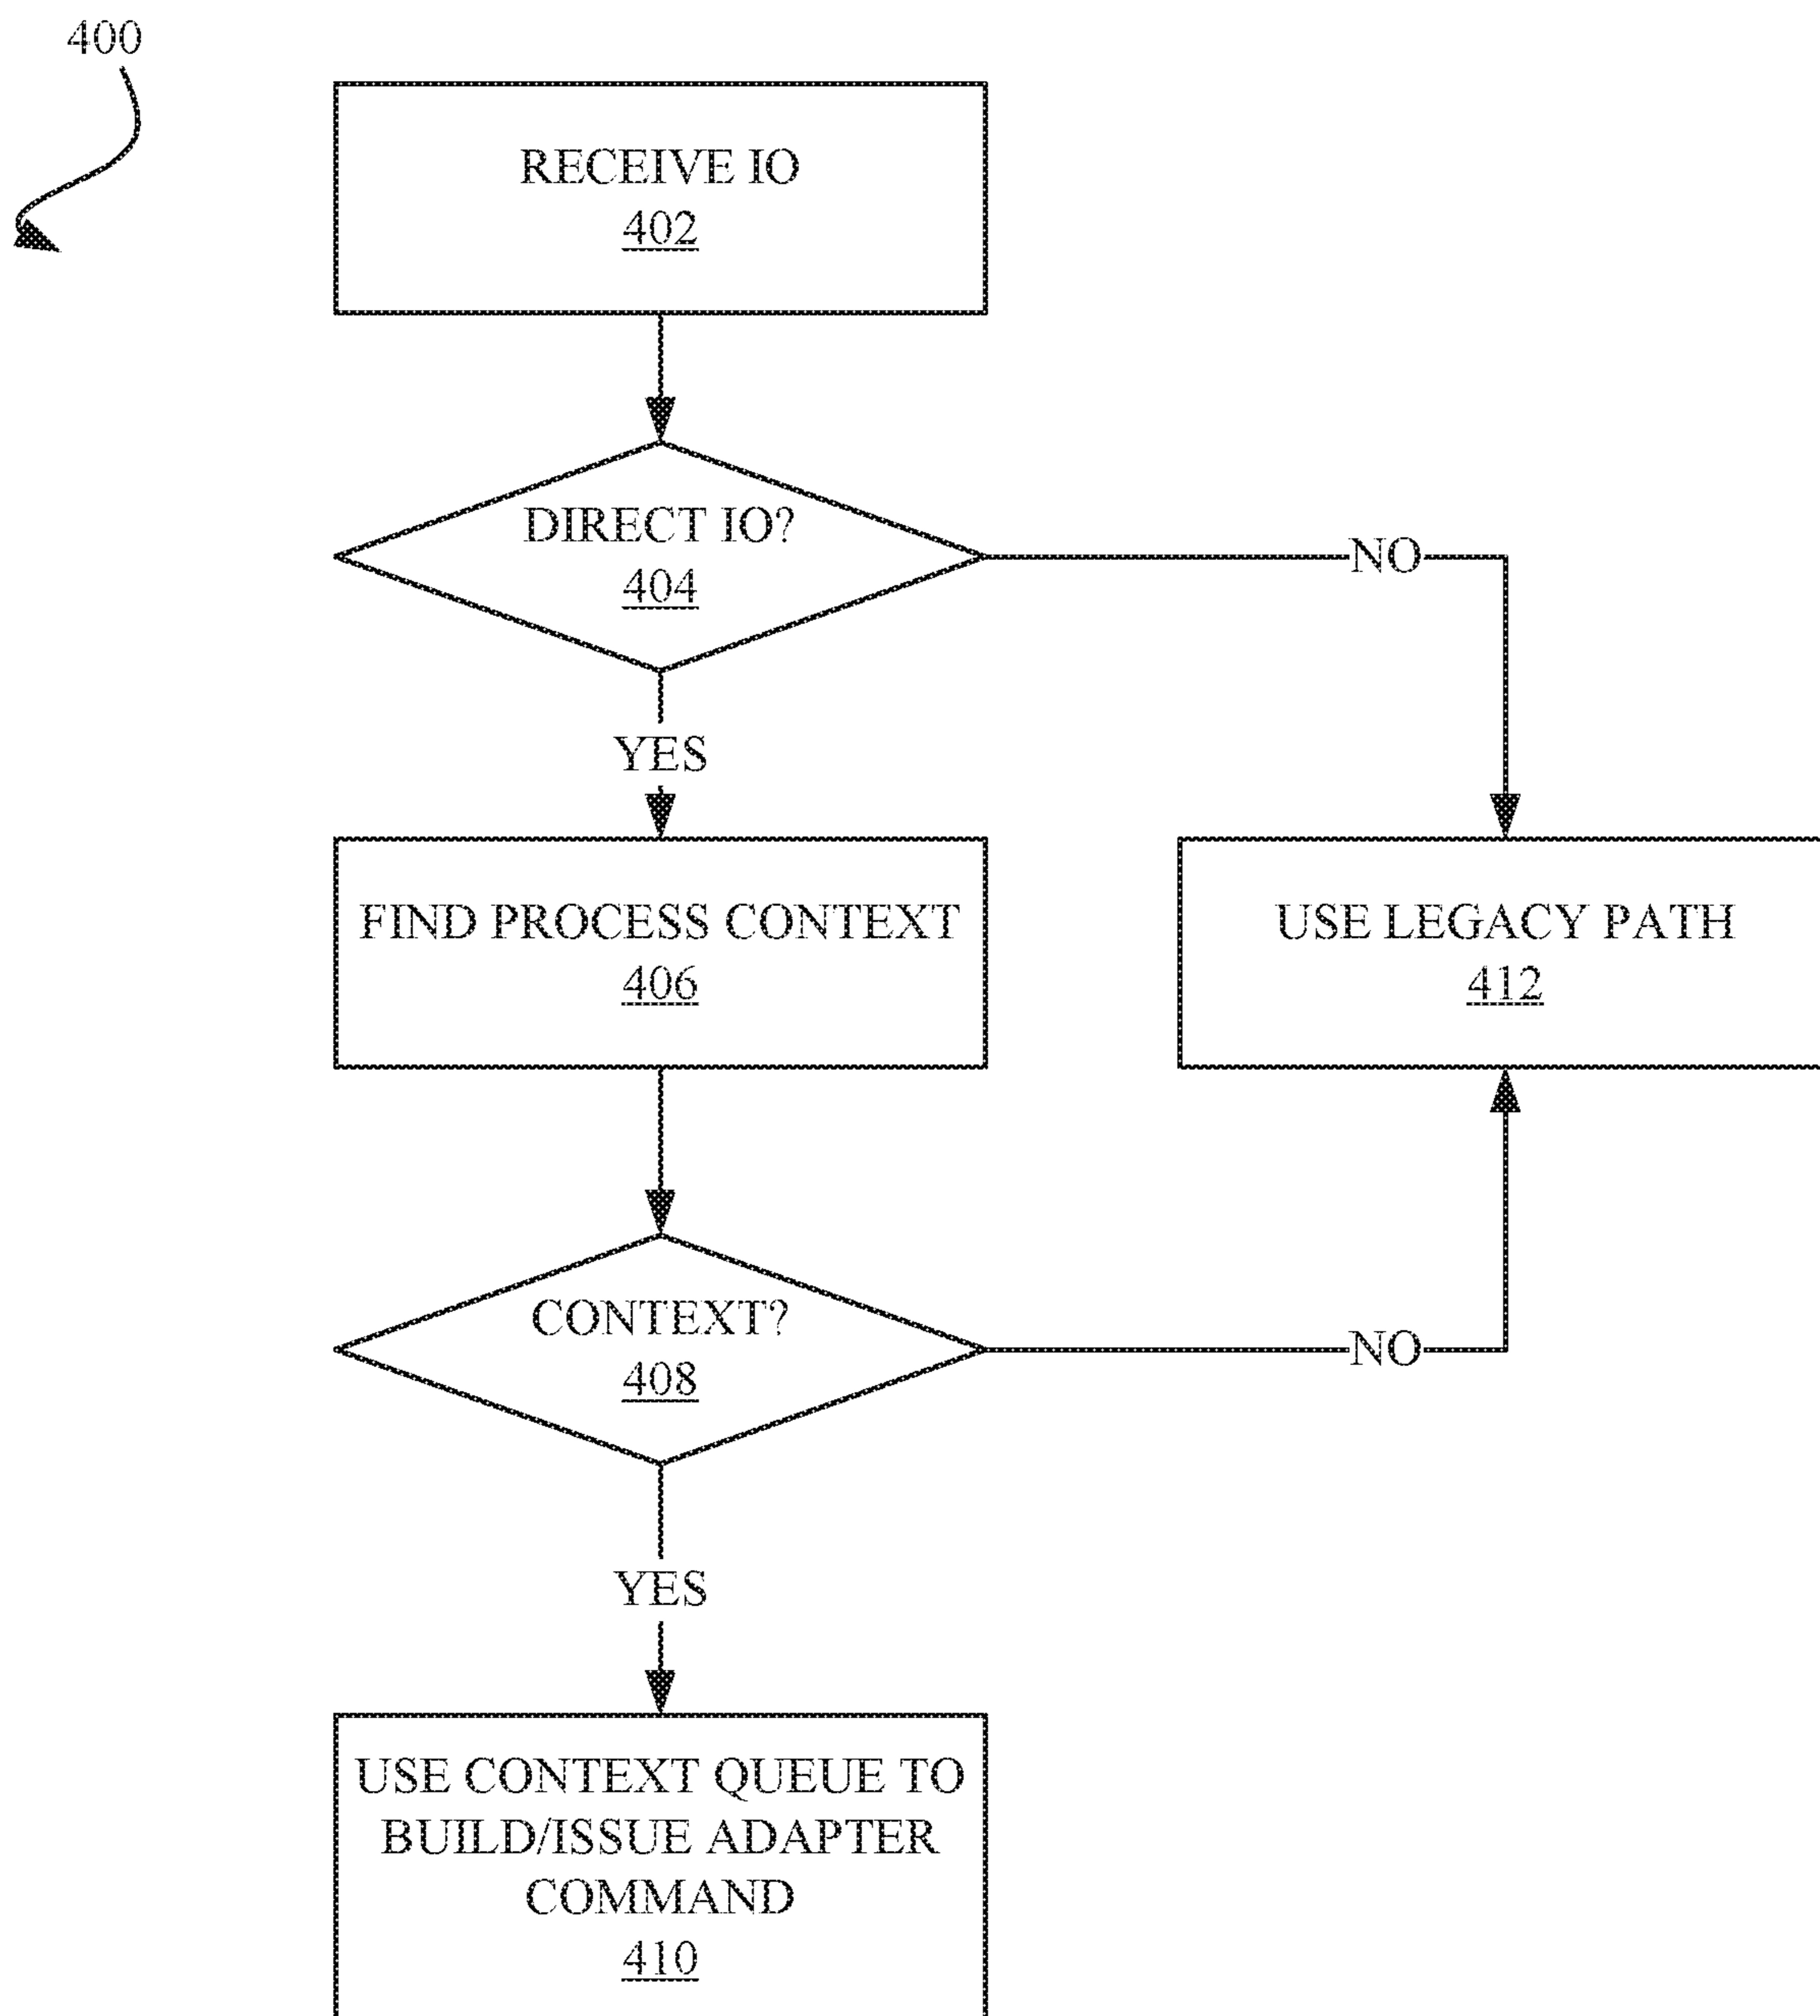 400
RECEIVE IO
402
DIRECT IO?
404
NO
YES
FIND PROCESS CONTEXT
406
USE LEGACY PATH
412
CONTEXT?
408
NO
YES
USE CONTEXT QUEUE TO
BUILD/ISSUE ADAPTER
COMMAND
410